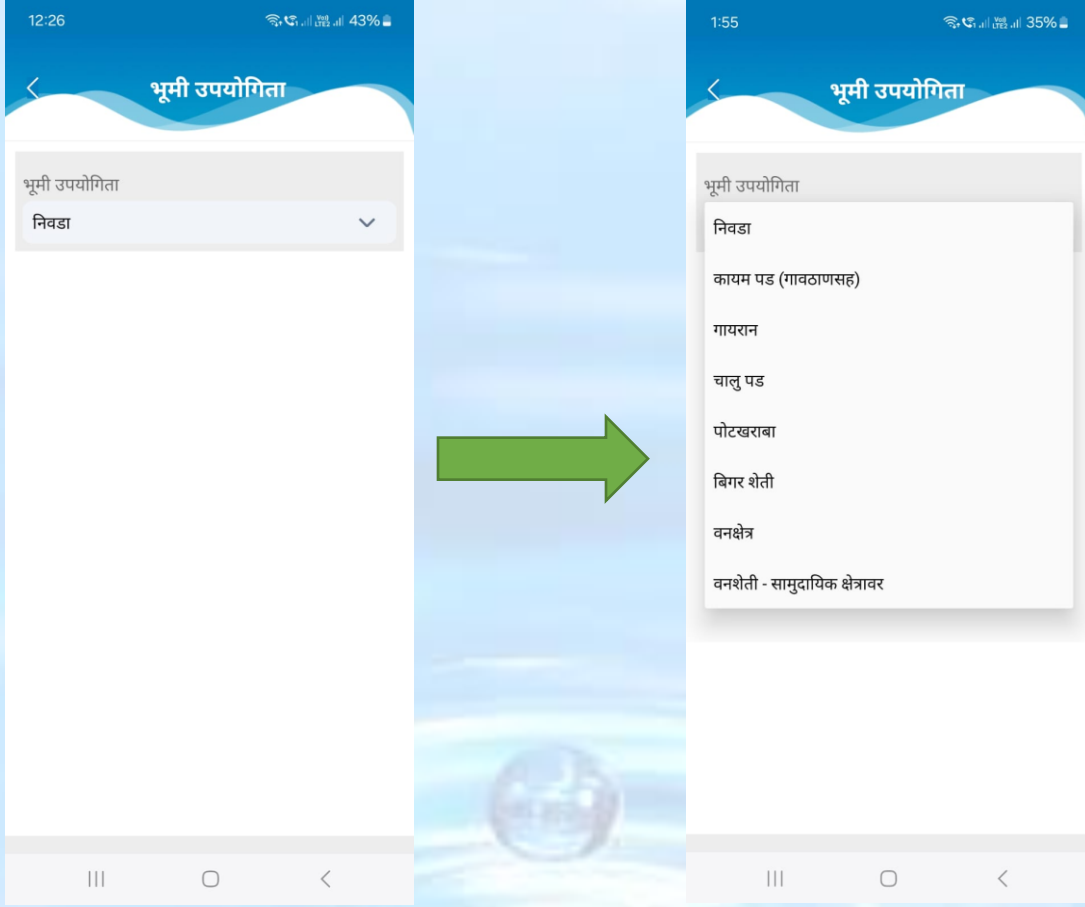 12:26
43%
भूमी उपयोगिता
भूमी उपयोगिता
निवडा
1:55
35%
भूमी उपयोगिता
भूमी उपयोगिता
निवडा
कायम पड (गावठाणसह)
गायरान
चालु पड
पोटखराबा
बिगर शेती
वनक्षेत्र
वनशेती - सामुदायिक क्षेत्रावर